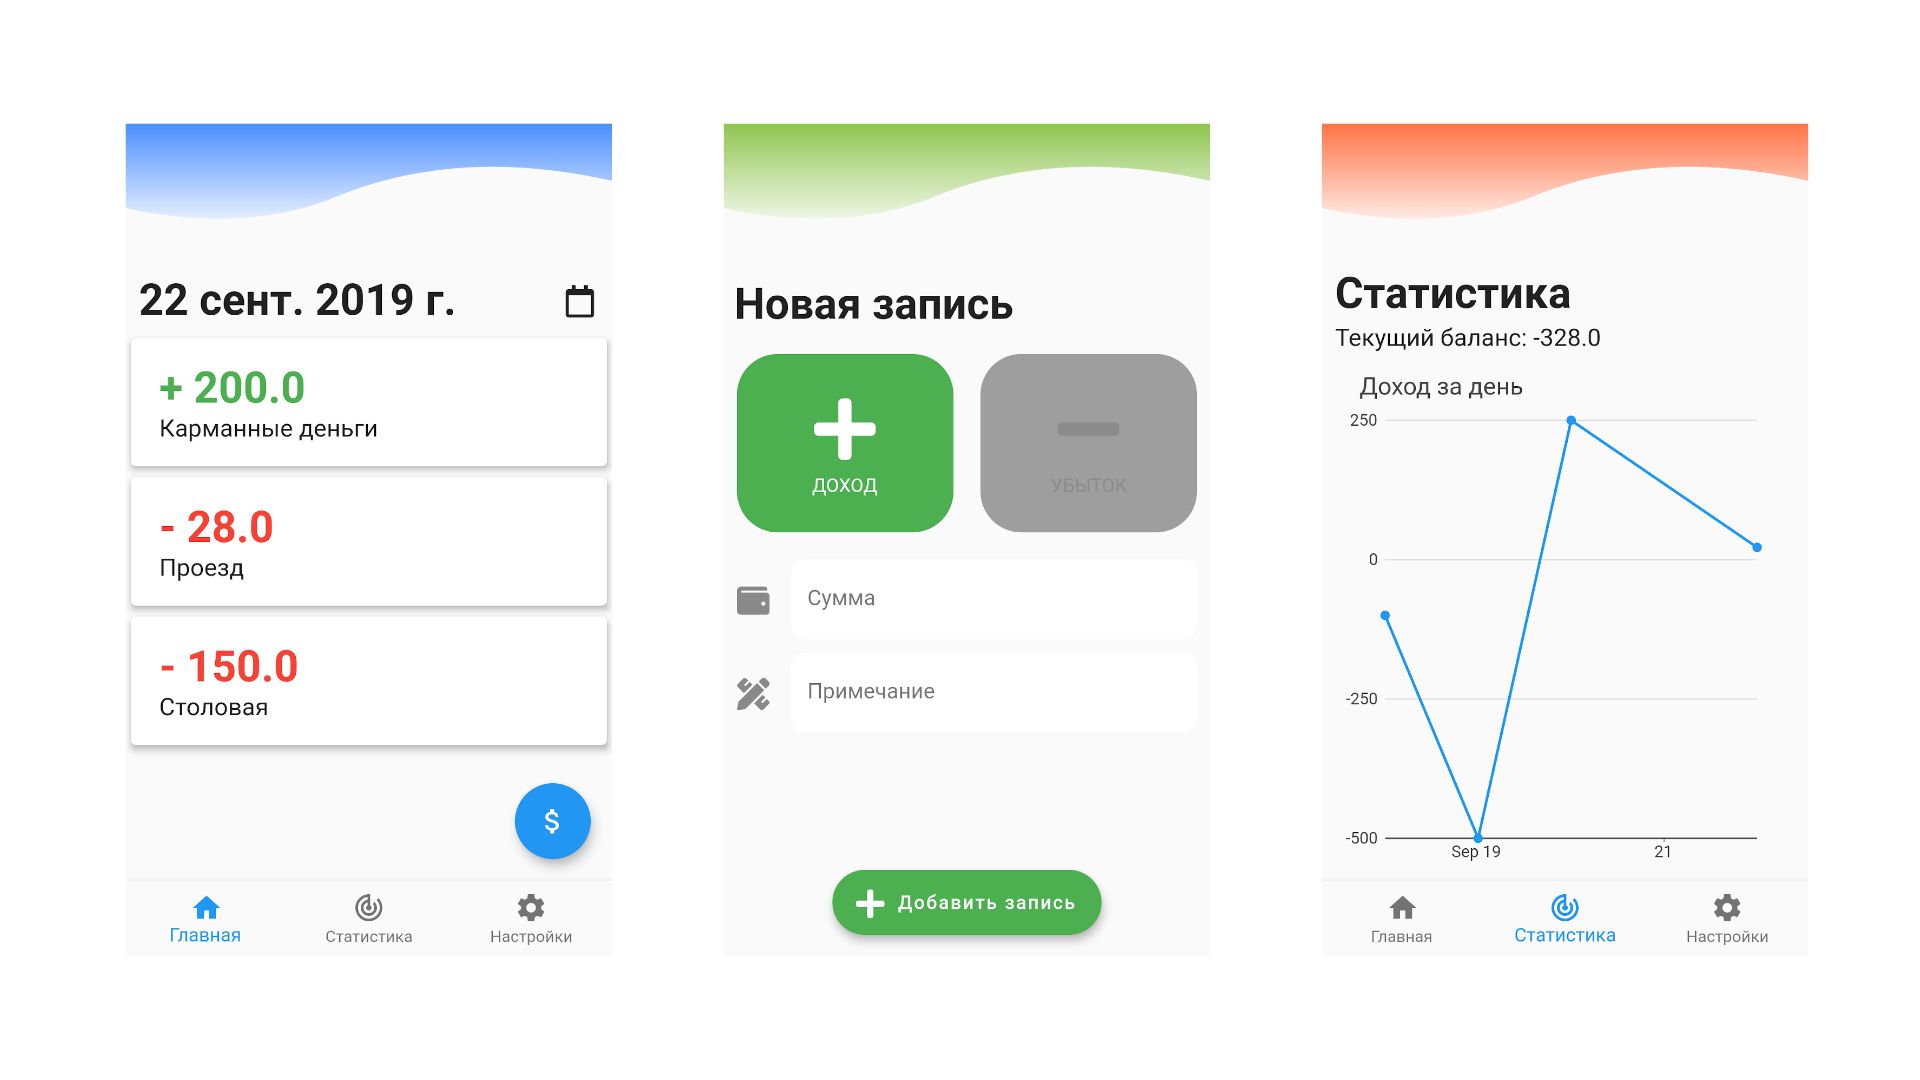 22 сент. 2019 г.
+ 200.0
Карманные деньги
- 28.0
Проезд
- 150.0
Столовая
$
Главная
Статистика
Настройки
Новая запись
ДОХОД
УБЫТОК
Сумма
Примечание
Добавить запись
Статистика
Текущий баланс: -328.0
Доход за день
250
0
-250
-500
Sep 19
21
Главная
Статистика
Настройки